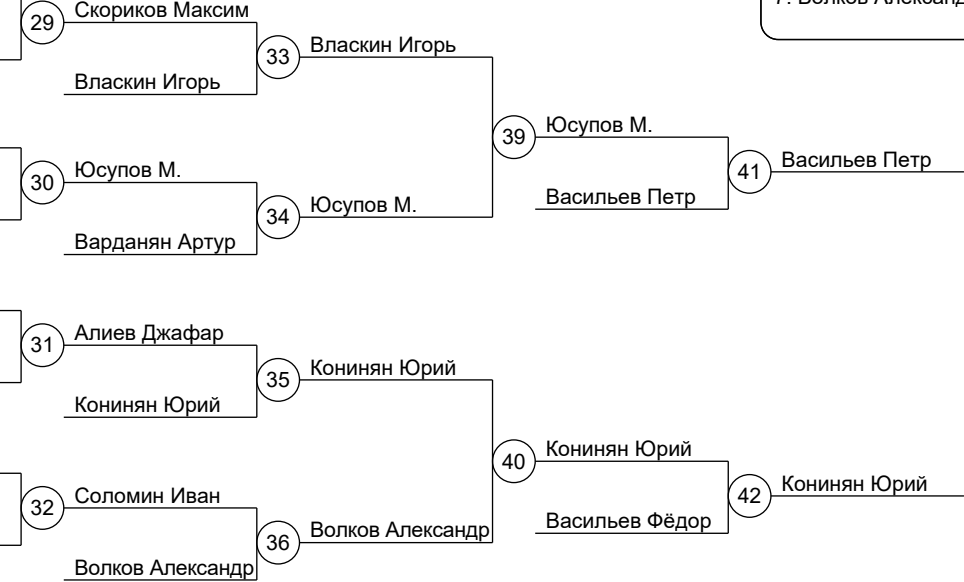 7. Волков
29
Скориков Максим
33
Власкин Игорь
Власкин Игорь
39
Юсупов М.
41
Васильев Петр
30
Юсупов М.
Васильев Петр
34
Юсупов М.
Варданян Артур
31
Алиев Джафар
35
Конинян Юрий
Конинян Юрий
40
Конинян Юрий
42
Конинян Юрий
32
Соломин Иван
Васильев Фёдор
36
Волков Александр
Волков Александр